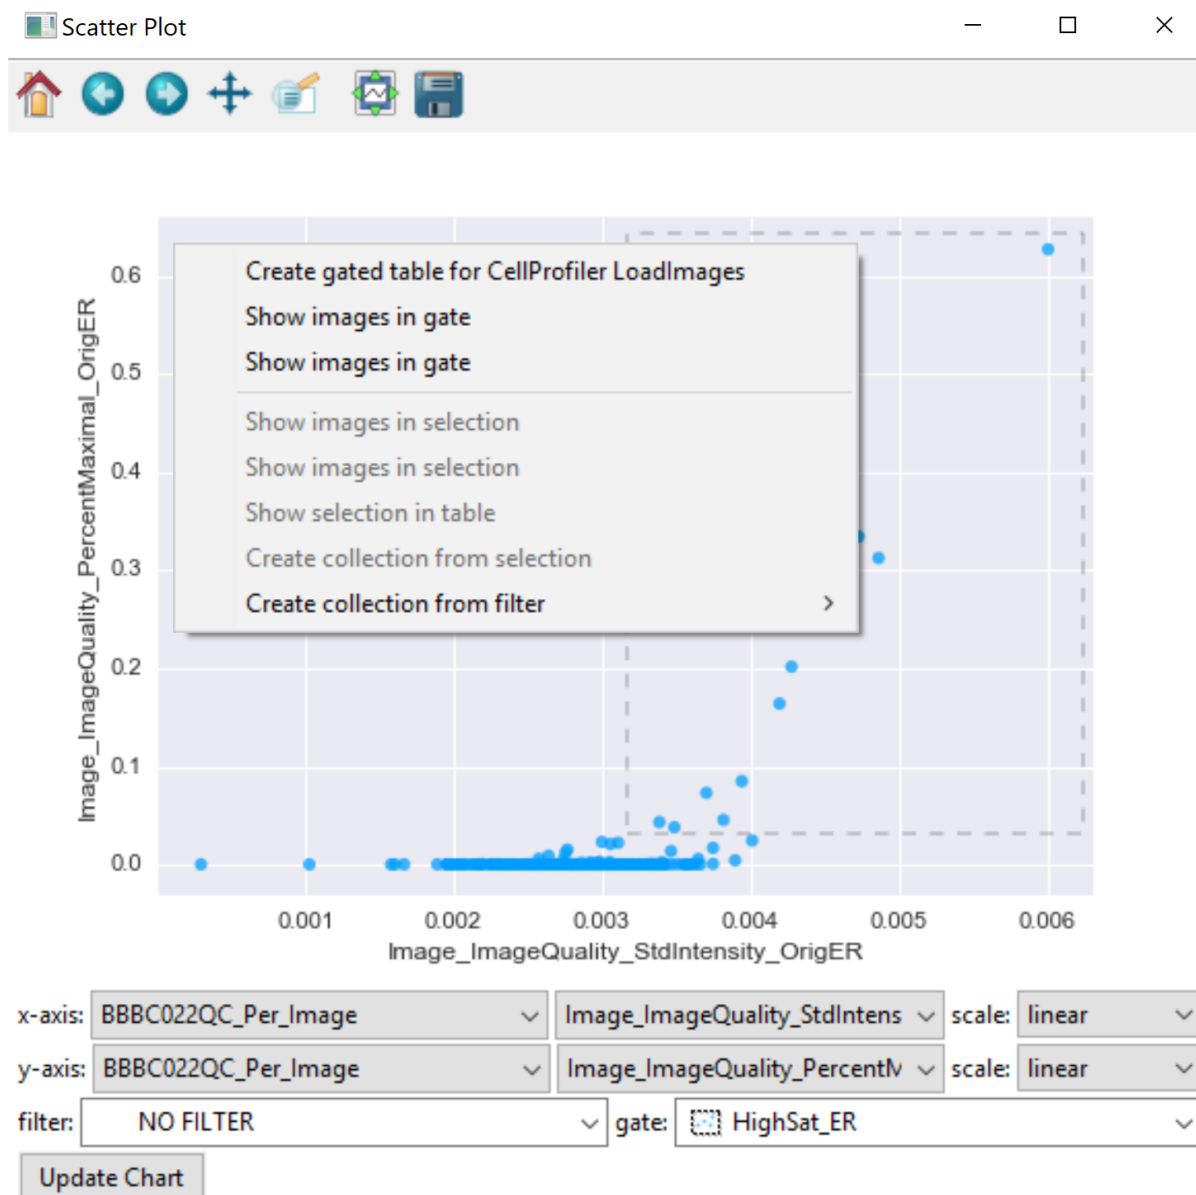 Scatter Plot
Create gated table for CellProfiler LoadImages
Show images in gate
Show images in gate
Show images in selection
Show images in selection
Show selection in table
Create collection from selection
Create collection from filter
Image_ImageQuality_PercentMaximal_OrigER
0.6
0.5
0.4
0.3
0.2
0.1
0.0
0.001 0.002 0.003 0.004 0.005 0.006
Image_ImageQuality_StdIntensity_OrigER
x-axis: BBBC022QC_Per_Image Image_ImageQuality_StdIntens scale: linear
y-axis: BBBC022QC_Per_Image Image_ImageQuality_PercentM scale: linear
filter: NO FILTER gate: HighSat_ER
Update Chart